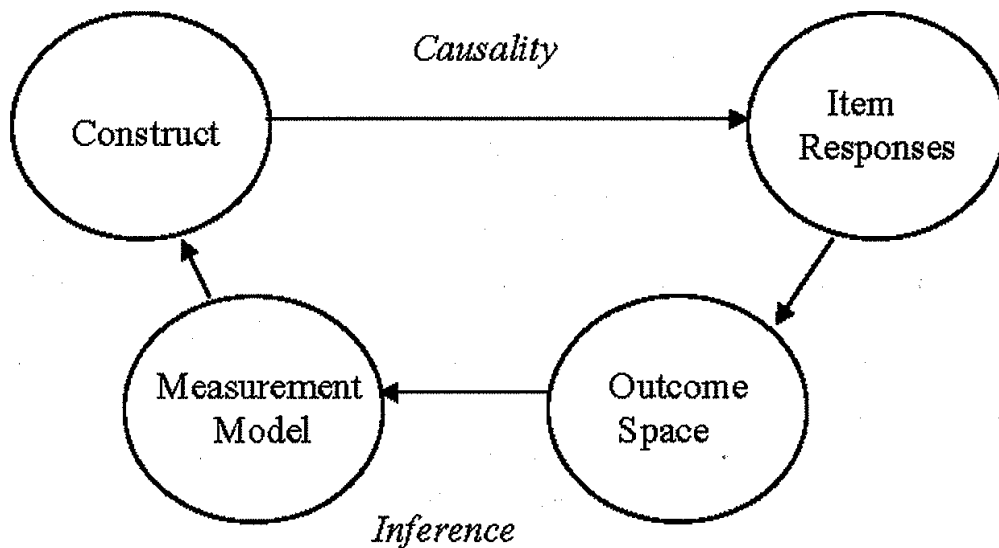 Causality
Construct
Item
Responses
Measurement
Model
Outcome
Space
Inference